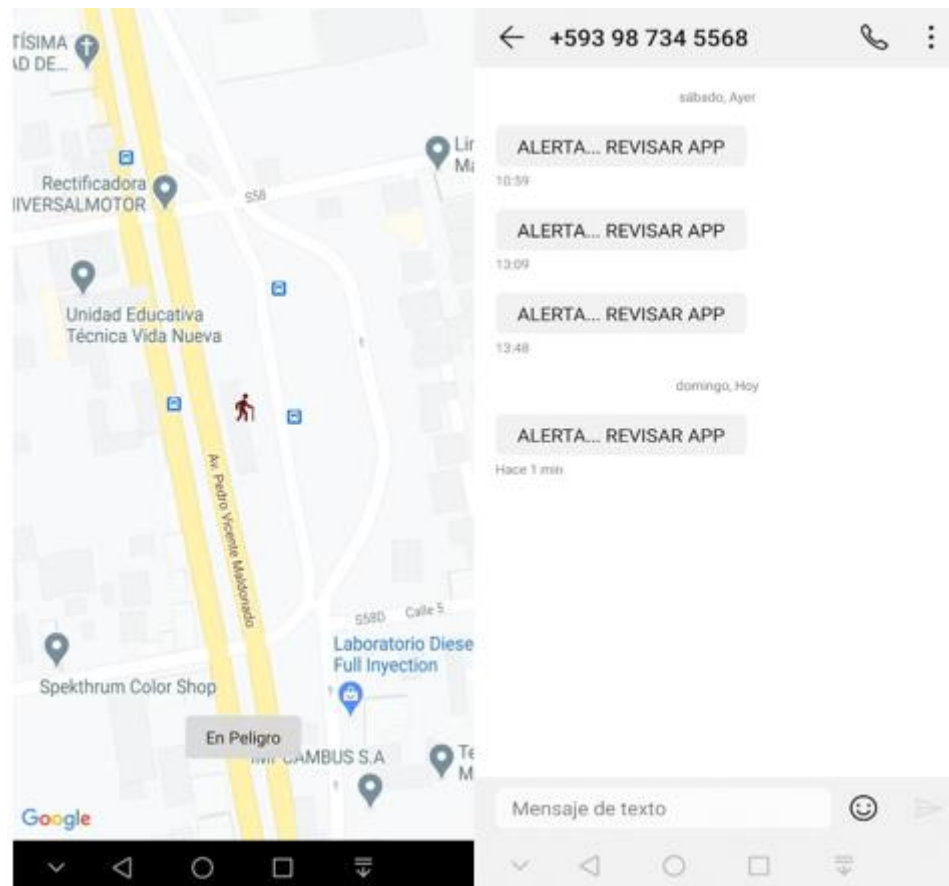 TÍSIMA
AD DE...
Rectificadora
IVERSALMOTOR
S58
Unidad Educativa
Técnica Vida Nueva
Av. Pedro Vicente Maldonado
S58D Calle 5
Laboratorio Diese
Full Inyection
Spekthrum Color Shop
En Peligro
CAMBUS S.A
Google
+593 98 734 5568
sábado, Ayer
ALERTA... REVISAR APP
10:59
ALERTA... REVISAR APP
13:09
ALERTA... REVISAR APP
13:48
domingo, Hoy
ALERTA... REVISAR APP
Hace 1 min
Mensaje de texto